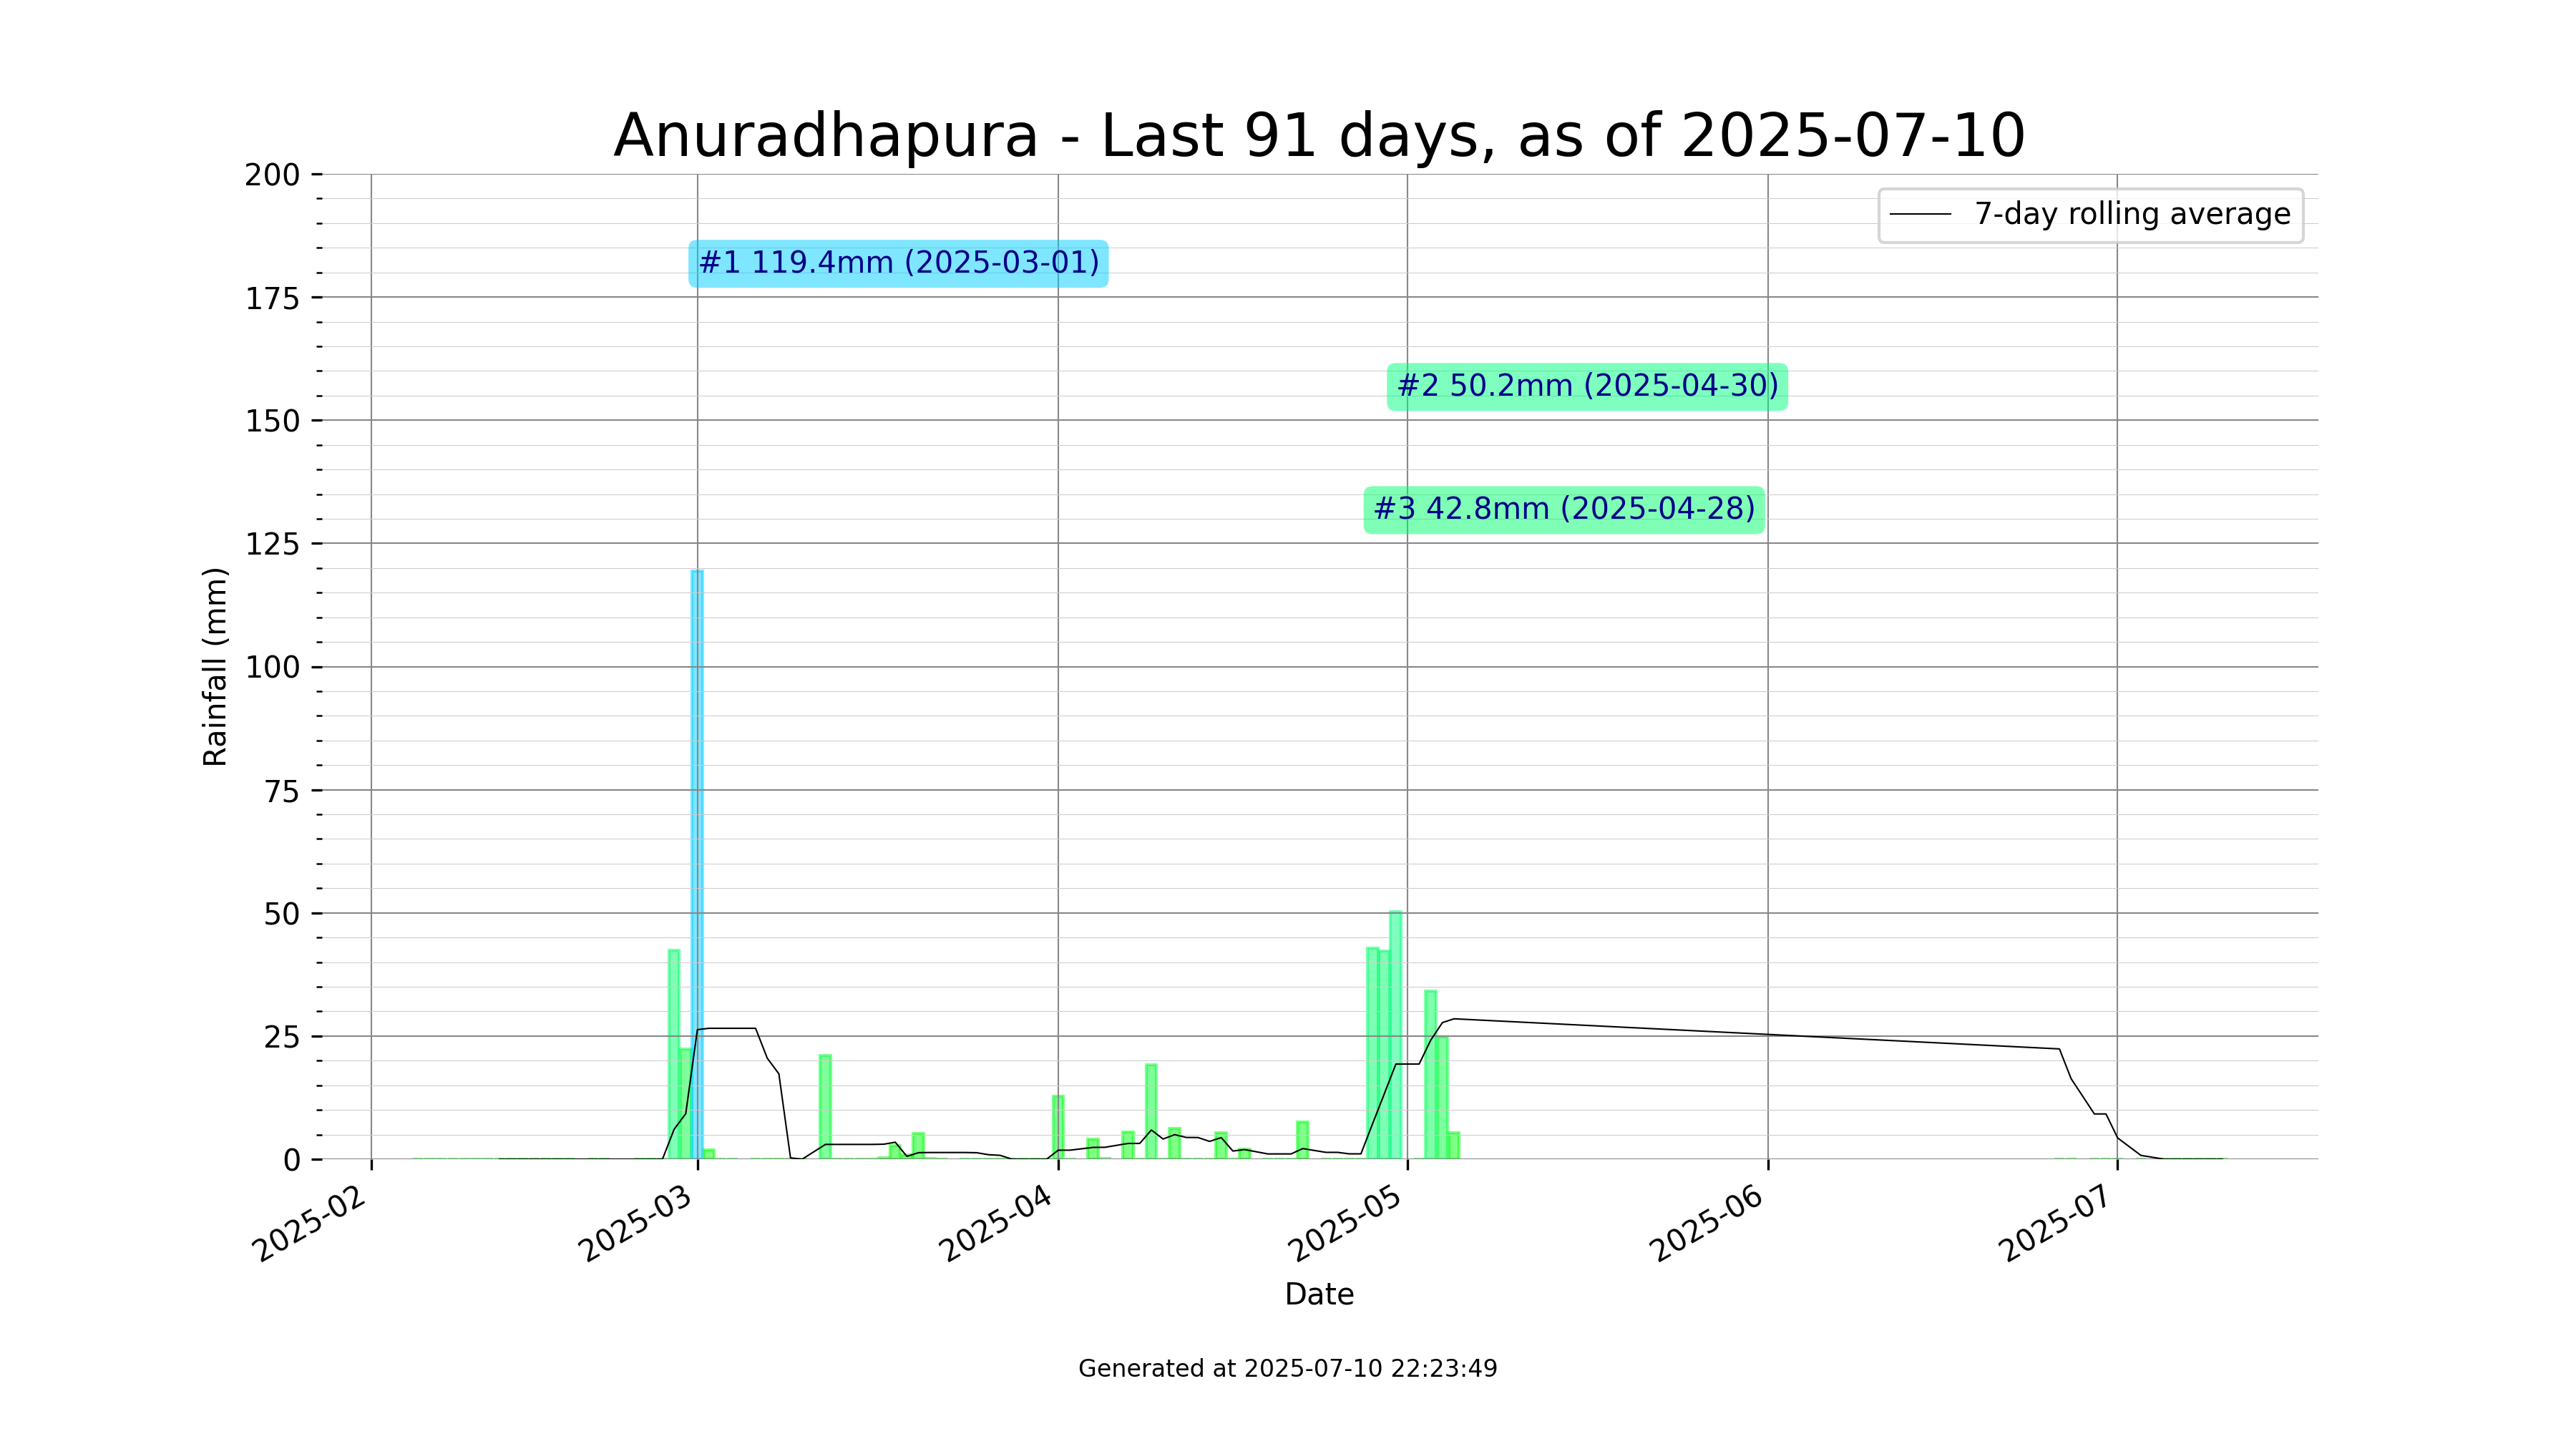 Anuradhapura - Last 91 days, as of 2025-07-10
7-day rolling average
#1 119.4mm (2025-03-01)
#2 50.2mm (2025-04-30)
#3 42.8mm (2025-04-28)
Rainfall (mm)
200
175
150
125
100
75
50
25
0
2025-02
2025-03
2025-04
2025-05
2025-06
2025-07
Date
Generated at 2025-07-10 22:23:49